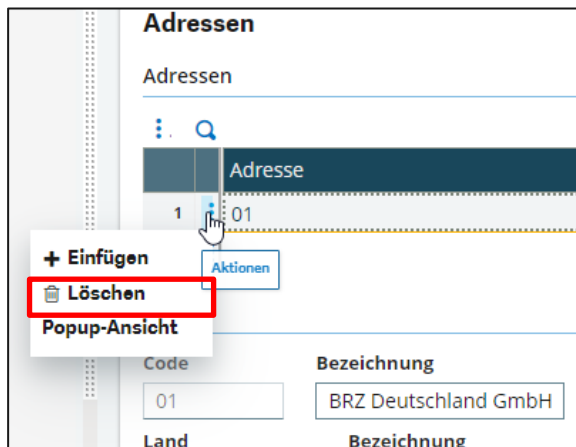 Adressen
Adressen
Adresse
1 01
Einfügen
Aktionen
Löschen
Popup-Ansicht
Code Bezeichnung
01 BRZ Deutschland GmbH
Land Bezeichnung